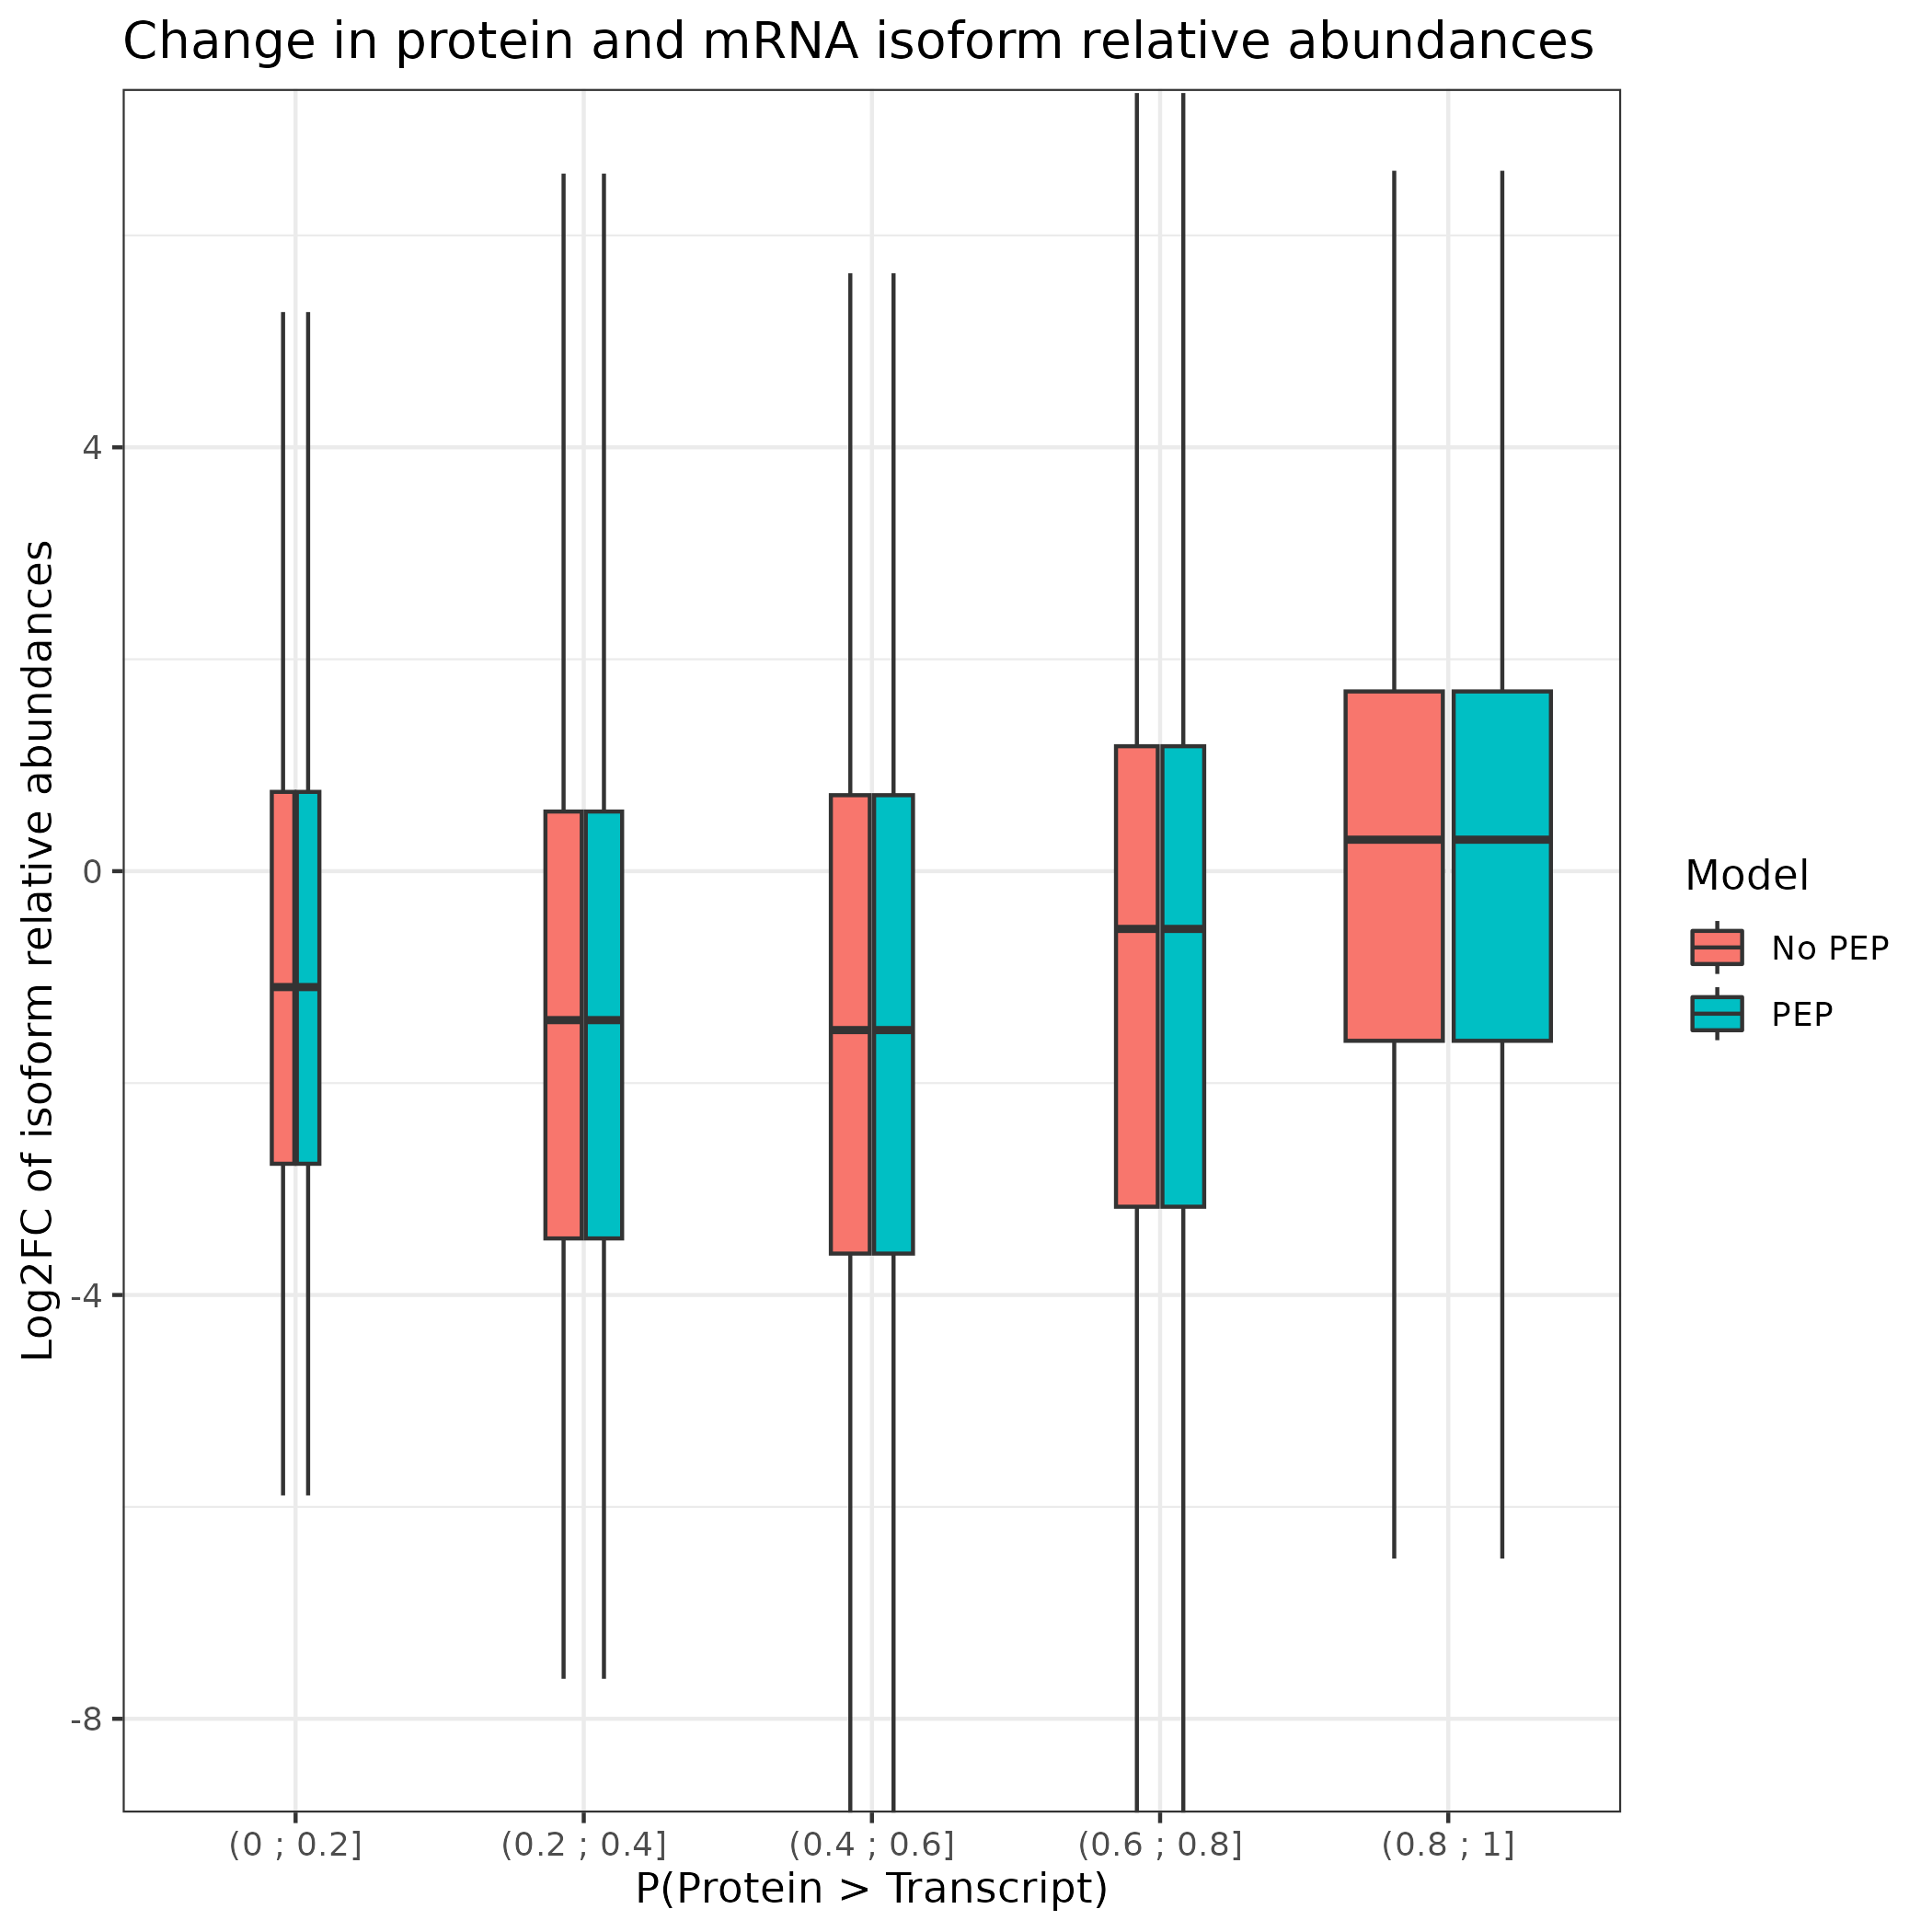 Change in protein and mRNA isoform relative abundances
Log2FC of isoform relative abundances
4
0
-4
-8
(0 ; 0.2]
(0.2 ; 0.4]
(0.4 ; 0.6]
(0.6 ; 0.8]
(0.8 ; 1]
P(Protein > Transcript)
Model
No PEP
PEP